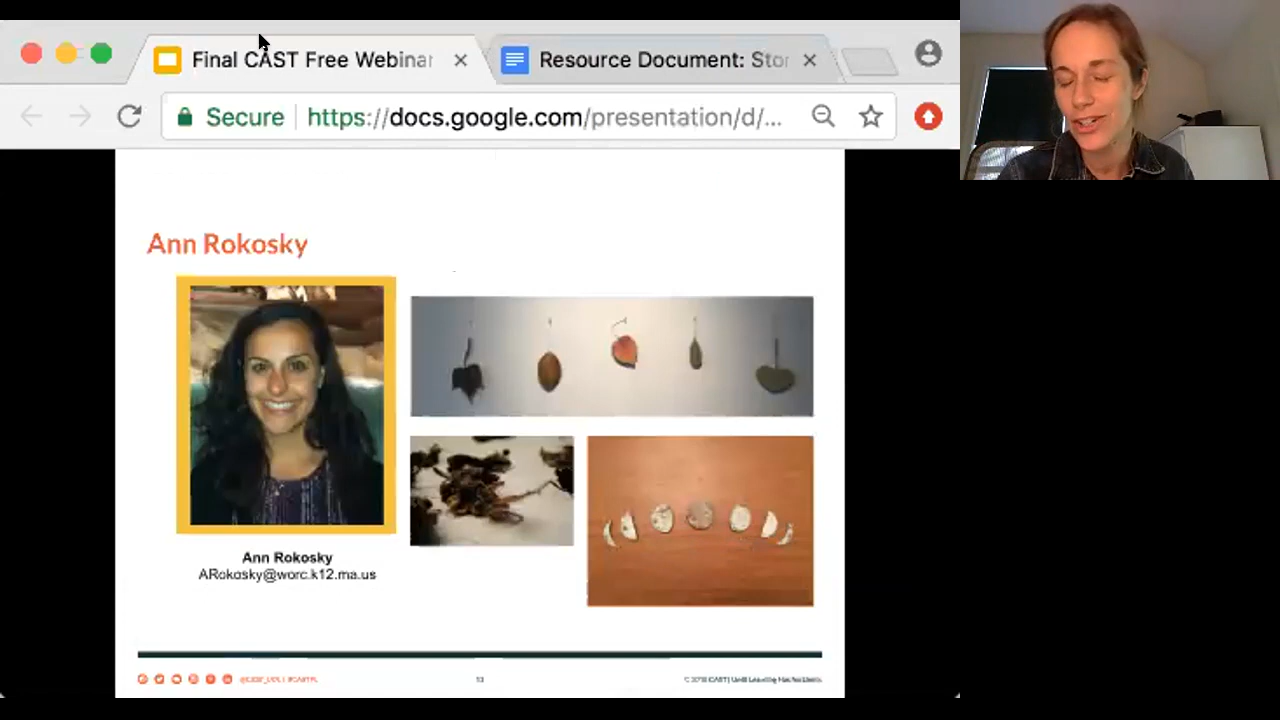 Final CAST Free Webinar
Resource Document: Stor
Secure https://docs.google.com/presentation/d/...
Ann Rokosky
Ann Rokosky
ARokosky@worc.k12.ma.us